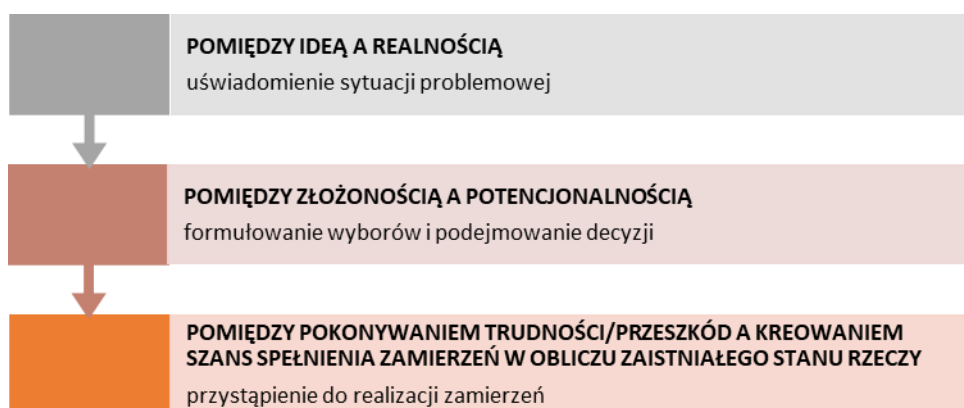 POMIĘDZY IDEĄ A REALNOŚCIĄ
uświadomienie sytuacji problemowej
POMIĘDZY ZŁOŻONOŚCIĄ A POTENCJONALNOŚCIĄ
formułowanie wyborów i podejmowanie decyzji
POMIĘDZY POKONYWANIEM TRUDNOŚCI/PRZESZKÓD A KREOWANIEM
SZANS SPEŁNIENIA ZAMIERZEŃ W OBLICZU ZAISTNIAŁEGO STANU RZECZY
przystąpienie do realizacji zamierzeń